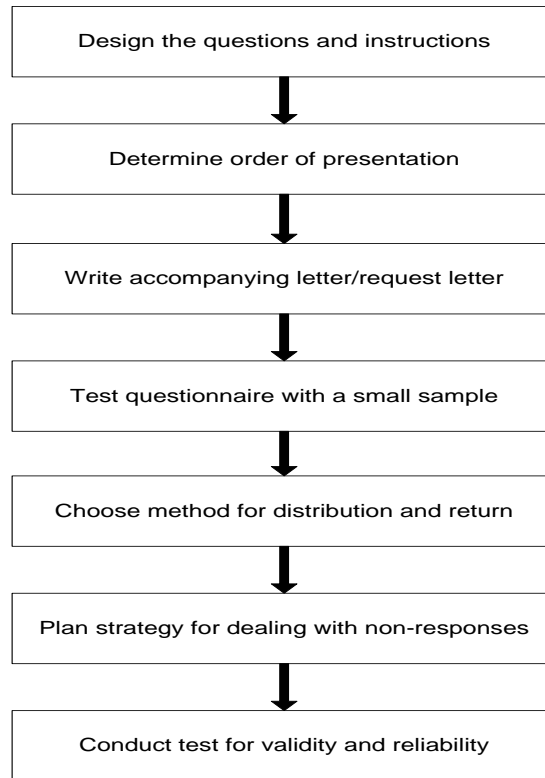 Design the questions and instructions
Determine order of presentation
Write accompanying letter/request letter
Test questionnaire with a small sample
Choose method for distribution and return
Plan strategy for dealing with non-responses
Conduct test for validity and reliability